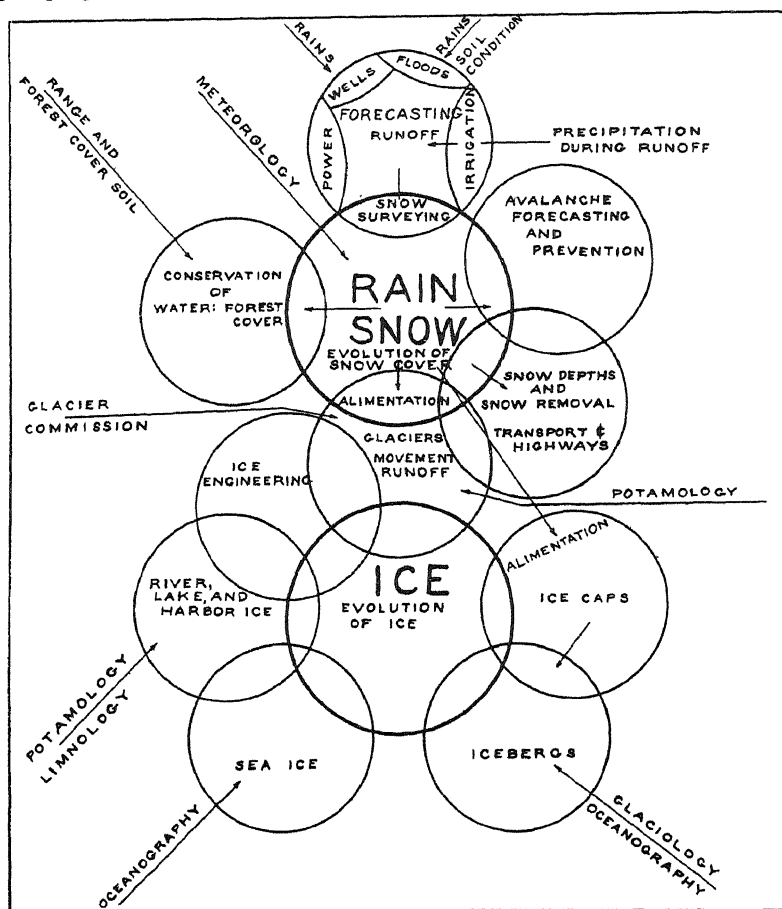 RAINS
RAINS
SOIL
CONDITION
WELLS
FLOODS
POWER
FORECASTING
RUNOFF
IRRIGATION
PRECIPITATION
DURING RUNOFF
RANGE AND
FOREST COVER SOIL
METEOROLOGY
SNOW
SURVEYING
AVALANCHE
FORECASTING
AND
PREVENTION
CONSERVATION
OF
WATER: FOREST
COVER
RAIN
SNOW
EVOLUTION OF
SNOW COVER
SNOW DEPTHS
AND
SNOW REMOVAL
TRANSPORT &
HIGHWAYS
GLACIER
COMMISSION
ALIMENTATION
GLACIERS
MOVEMENT
RUNOFF
ICE
ENGINEERING
POTAMOLOGY
ALIMENTATION
ICE CAPS
RIVER,
LAKE, AND
HARBOR ICE
ICE
EVOLUTION
OF ICE
POTAMOLOGY
LIMNOLOGY
SEA ICE
ICEBERGS
OCEANOGRAPHY
GLACIOLOGY
OCEANOGRAPHY